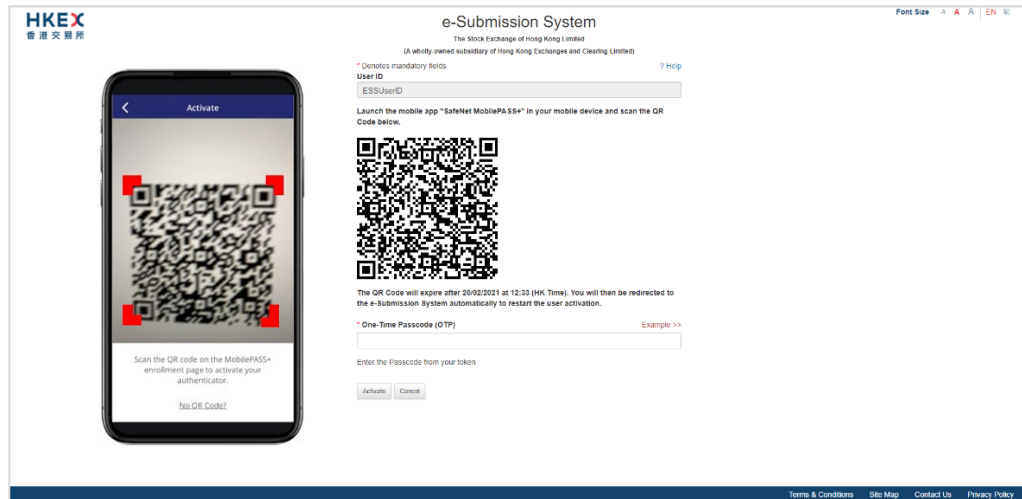 HKEX
香港交易所
Font Size A A A EN 繁
e-Submission System
The Stock Exchange of Hong Kong Limited
(A wholly-owned subsidiary of Hong Kong Exchanges and Clearing Limited)
* Denotes mandatory fields ? Help
User ID
ESSUserID
Launch the mobile app "SafeNet MobilePASS+" in your mobile device and scan the QR
Code below.
The QR Code will expire after 20/02/2021 at 12:33 (HK Time). You will then be redirected to
the e-Submission System automatically to restart the user activation.
* One-Time Passcode (OTP) Example >>
Enter the Passcode from your token
Activate Cancel
Activate
Scan the QR code on the MobilePASS+
enrollment page to activate your
authenticator.
No QR Code?
Terms & Conditions Site Map Contact Us Privacy Policy